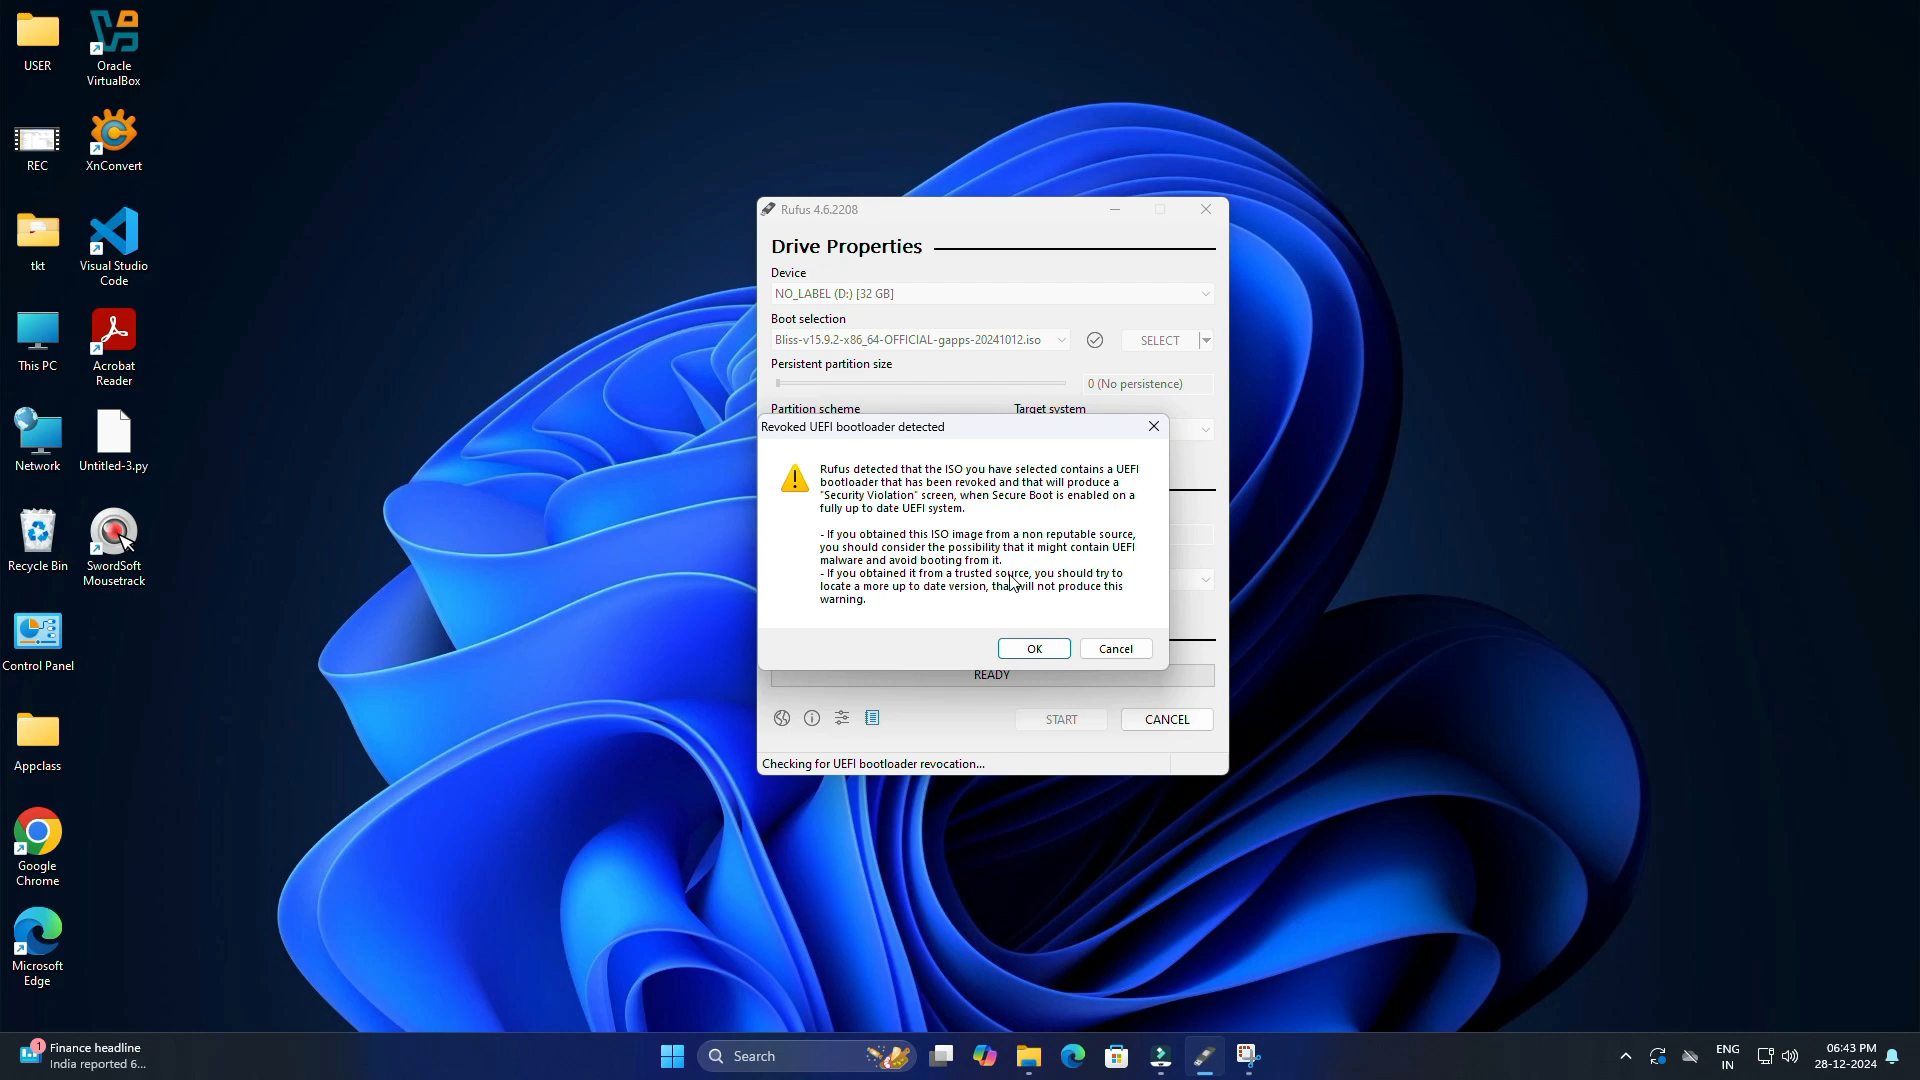 USER
Oracle
VirtualBox
REC
XnConvert
tkt
Visual Studio
Code
This PC
Acrobat
Reader
Network
Untitled-3.py
Recycle Bin
SwordSoft
Mousetrack
Control Panel
Appclass
Google
Chrome
Microsoft
Edge
Rufus 4.6.2208
Drive Properties
Device
NO_LABEL (D:) [32 GB]
Boot selection
Bliss-v15.9.2-x86_64-OFFICIAL-gapps-20241012.iso
SELECT
Persistent partition size
0 (No persistence)
Partition scheme
Target system
Revoked UEFI bootloader detected
Rufus detected that the ISO you have selected contains a UEFI
bootloader that has been revoked and that will produce a
"Security Violation" screen, when Secure Boot is enabled on a
fully up to date UEFI system.
- If you obtained this ISO image from a non reputable source,
you should consider the possibility that it might contain UEFI
malware and avoid booting from it.
- If you obtained it from a trusted source, you should try to
locate a more up to date version, that will not produce this
warning.
OK
Cancel
READY
START
CANCEL
Checking for UEFI bootloader revocation...
1
Finance headline
India reported 6...
Search
ENG
IN
06:43 PM
28-12-2024